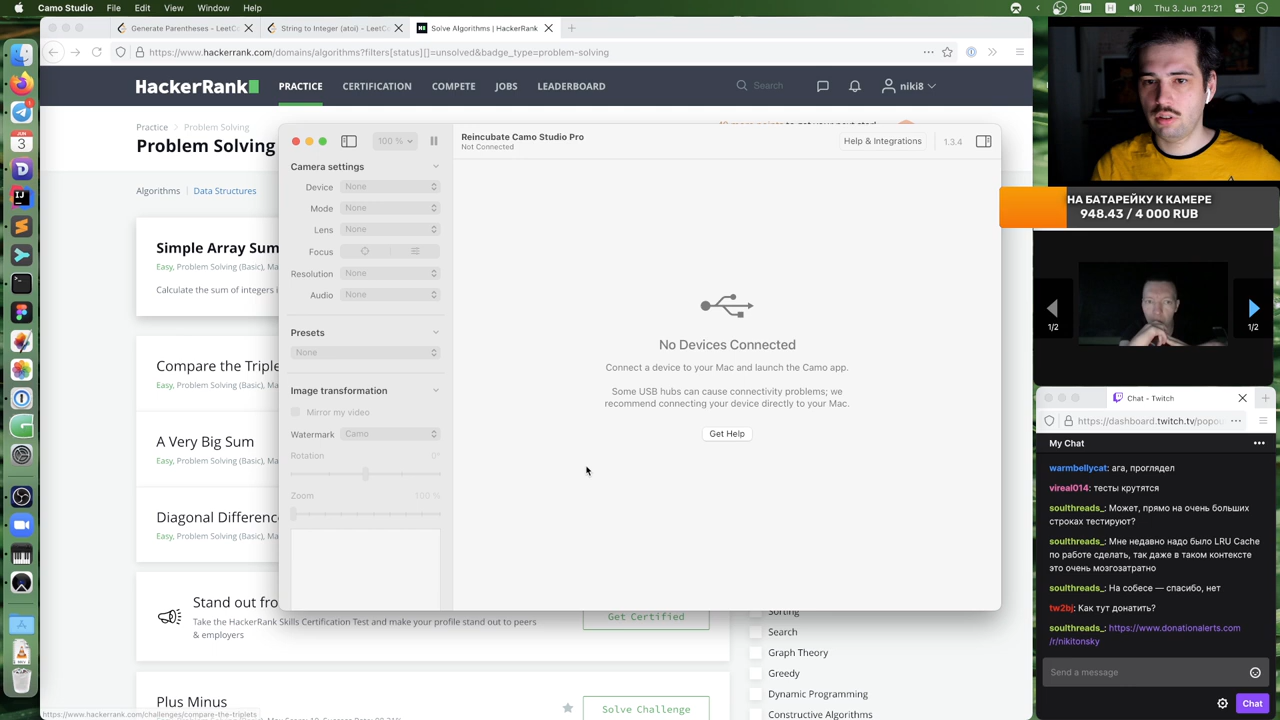 Camo Studio File Edit View Window Help
Generate Parentheses - LeetC
String to Integer (atoi) - LeetC
Solve Algorithms | HackerRank
https://www.hackerrank.com/domains/algorithms?filters[status][]=unsolved&badge_type=problem-solving
HackerRank
PRACTICE CERTIFICATION COMPETE JOBS LEADERBOARD
Search
niki8
Practice > Problem Solving
Problem Solving
Algorithms Data Structures
Simple Array Sum
Easy, Problem Solving (Basic), Ma
Calculate the sum of integers i
Compare the Triple
Easy, Problem Solving (Basic), Ma
A Very Big Sum
Easy, Problem Solving (Basic), Ma
Diagonal Difference
Easy, Problem Solving (Basic), Ma
Stand out fro
Take the HackerRank Skills Certification Test and make your profile stand out to peers
& employers
Get Certified
Plus Minus
Solve Challenge
https://www.hackerrank.com/challenges/compare-the-triplets
Sorting
Search
Graph Theory
Greedy
Dynamic Programming
Constructive Algorithms
100 %
Reincubate Camo Studio Pro
Not Connected
Help & Integrations
1.3.4
Camera settings
Device None
Mode None
Lens None
Focus
Resolution None
Audio None
Presets
None
Image transformation
Mirror my video
Watermark Camo
Rotation 0°
Zoom 100 %
No Devices Connected
Connect a device to your Mac and launch the Camo app.
Some USB hubs can cause connectivity problems; we
recommend connecting your device directly to your Mac.
Get Help
JUN
3
НА БАТАРЕЙКУ К КАМЕРЕ
948.43 / 4 000 RUB
1/2
1/2
Chat - Twitch
https://dashboard.twitch.tv/popou
My Chat
warmbellycat: ага, проглядел
vireal014: тесты крутятся
soulthreads_: Может, прямо на очень больших
строках тестируют?
soulthreads_: Мне недавно надо было LRU Cache
по работе сделать, так даже в таком контексте
это очень мозгозатратно
soulthreads_: На собесе — спасибо, нет
tw2bj: Как тут донатить?
soulthreads_: https://www.donationalerts.com
/r/nikitonsky
Send a message
Chat